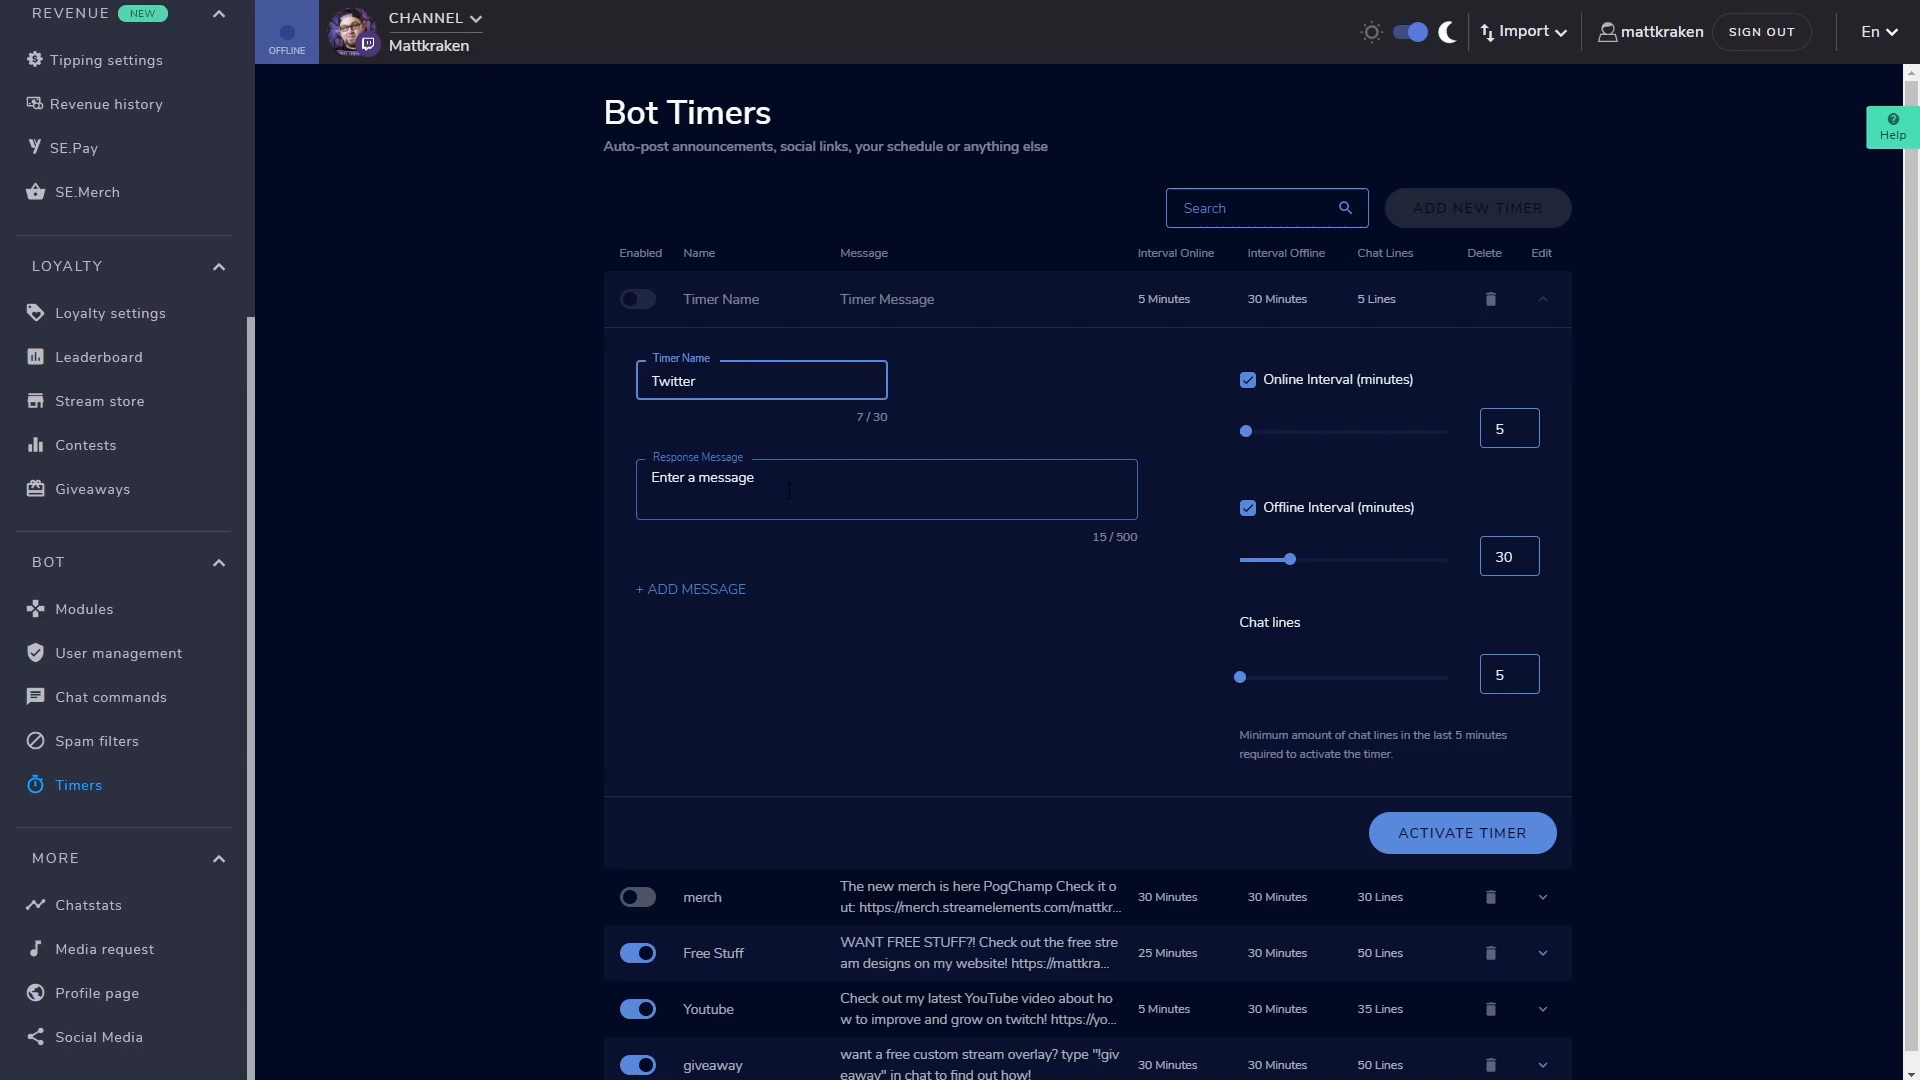 REVENUE NEW
Tipping settings
Revenue history
SE.Pay
SE.Merch
LOYALTY
Loyalty settings
Leaderboard
Stream store
Contests
Giveaways
BOT
Modules
User management
Chat commands
Spam filters
Timers
MORE
Chatstats
Media request
Profile page
Social Media
OFFLINE
CHANNEL
Mattkraken
Import
mattkraken
SIGN OUT
En
Help
Bot Timers
Auto-post announcements, social links, your schedule or anything else
Search
ADD NEW TIMER
Enabled Name Message Interval Online Interval Offline Chat Lines Delete Edit
Timer Name Timer Message 5 Minutes 30 Minutes 5 Lines
Timer Name
Twitter
7 / 30
Response Message
Enter a message
15 / 500
+ ADD MESSAGE
Online Interval (minutes)
5
Offline Interval (minutes)
30
Chat lines
5
Minimum amount of chat lines in the last 5 minutes
required to activate the timer.
ACTIVATE TIMER
merch
The new merch is here PogChamp Check it o
ut: https://merch.streamelements.com/mattkr...
30 Minutes 30 Minutes 30 Lines
Free Stuff
WANT FREE STUFF?! Check out the free stre
am designs on my website! https://mattkra...
25 Minutes 30 Minutes 50 Lines
Youtube
Check out my latest YouTube video about ho
w to improve and grow on twitch! https://yo...
5 Minutes 30 Minutes 35 Lines
giveaway
want a free custom stream overlay? type "!giv
eaway" in chat to find out how!
30 Minutes 30 Minutes 50 Lines